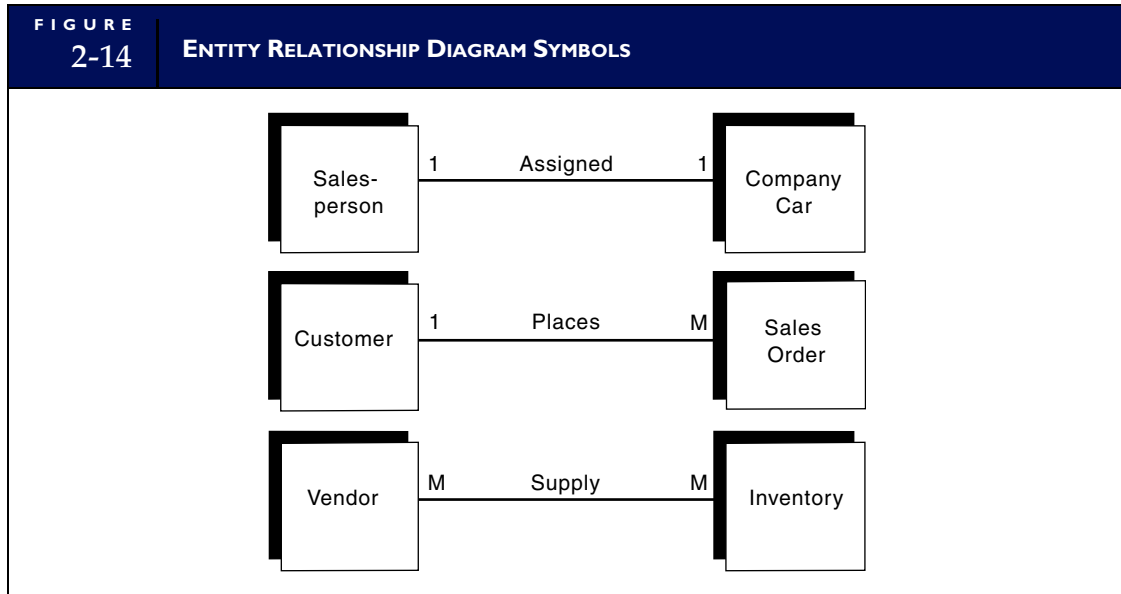 FIGURE
2-14
ENTITY RELATIONSHIP DIAGRAM SYMBOLS
Sales-
person
1 Assigned 1
Company
Car
Customer
1 Places M
Sales
Order
Vendor
M Supply M
Inventory